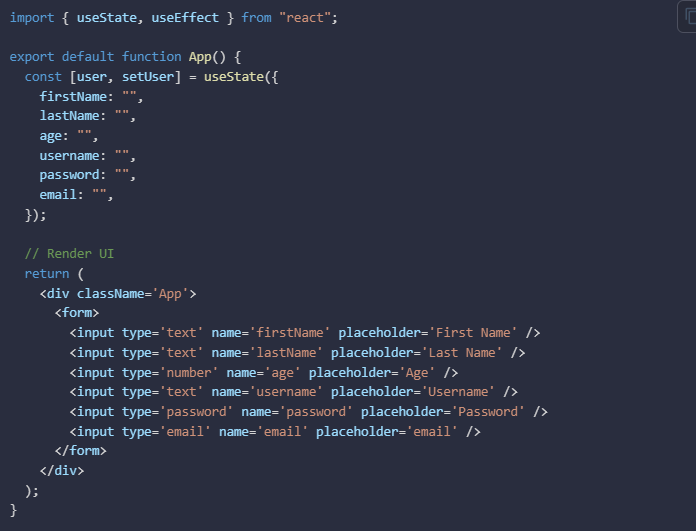 import { useState, useEffect } from "react";

export default function App() {
  const [user, setUser] = useState({
    firstName: "",
    lastName: "",
    age: "",
    username: "",
    password: "",
    email: "",
  });

  // Render UI
  return (
    <div className='App'>
      <form>
        <input type='text' name='firstName' placeholder='First Name' />
        <input type='text' name='lastName' placeholder='Last Name' />
        <input type='number' name='age' placeholder='Age' />
        <input type='text' name='username' placeholder='Username' />
        <input type='password' name='password' placeholder='Password' />
        <input type='email' name='email' placeholder='email' />
      </form>
    </div>
  );
}